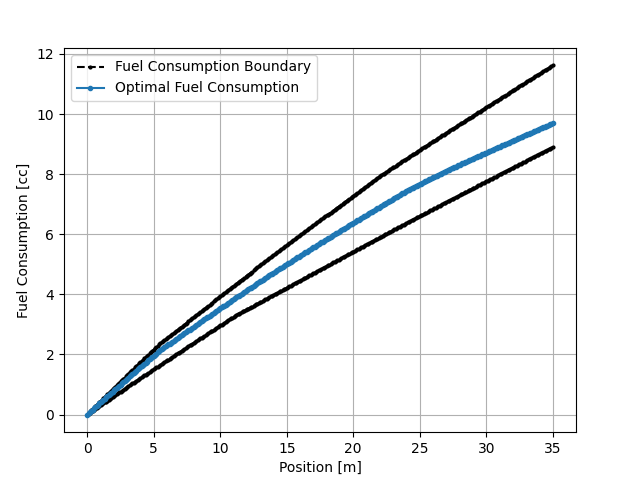 Fuel Consumption Boundary
Optimal Fuel Consumption
12
10
8
6
4
2
0
Fuel Consumption [cc]
0 5 10 15 20 25 30 35
Position [m]